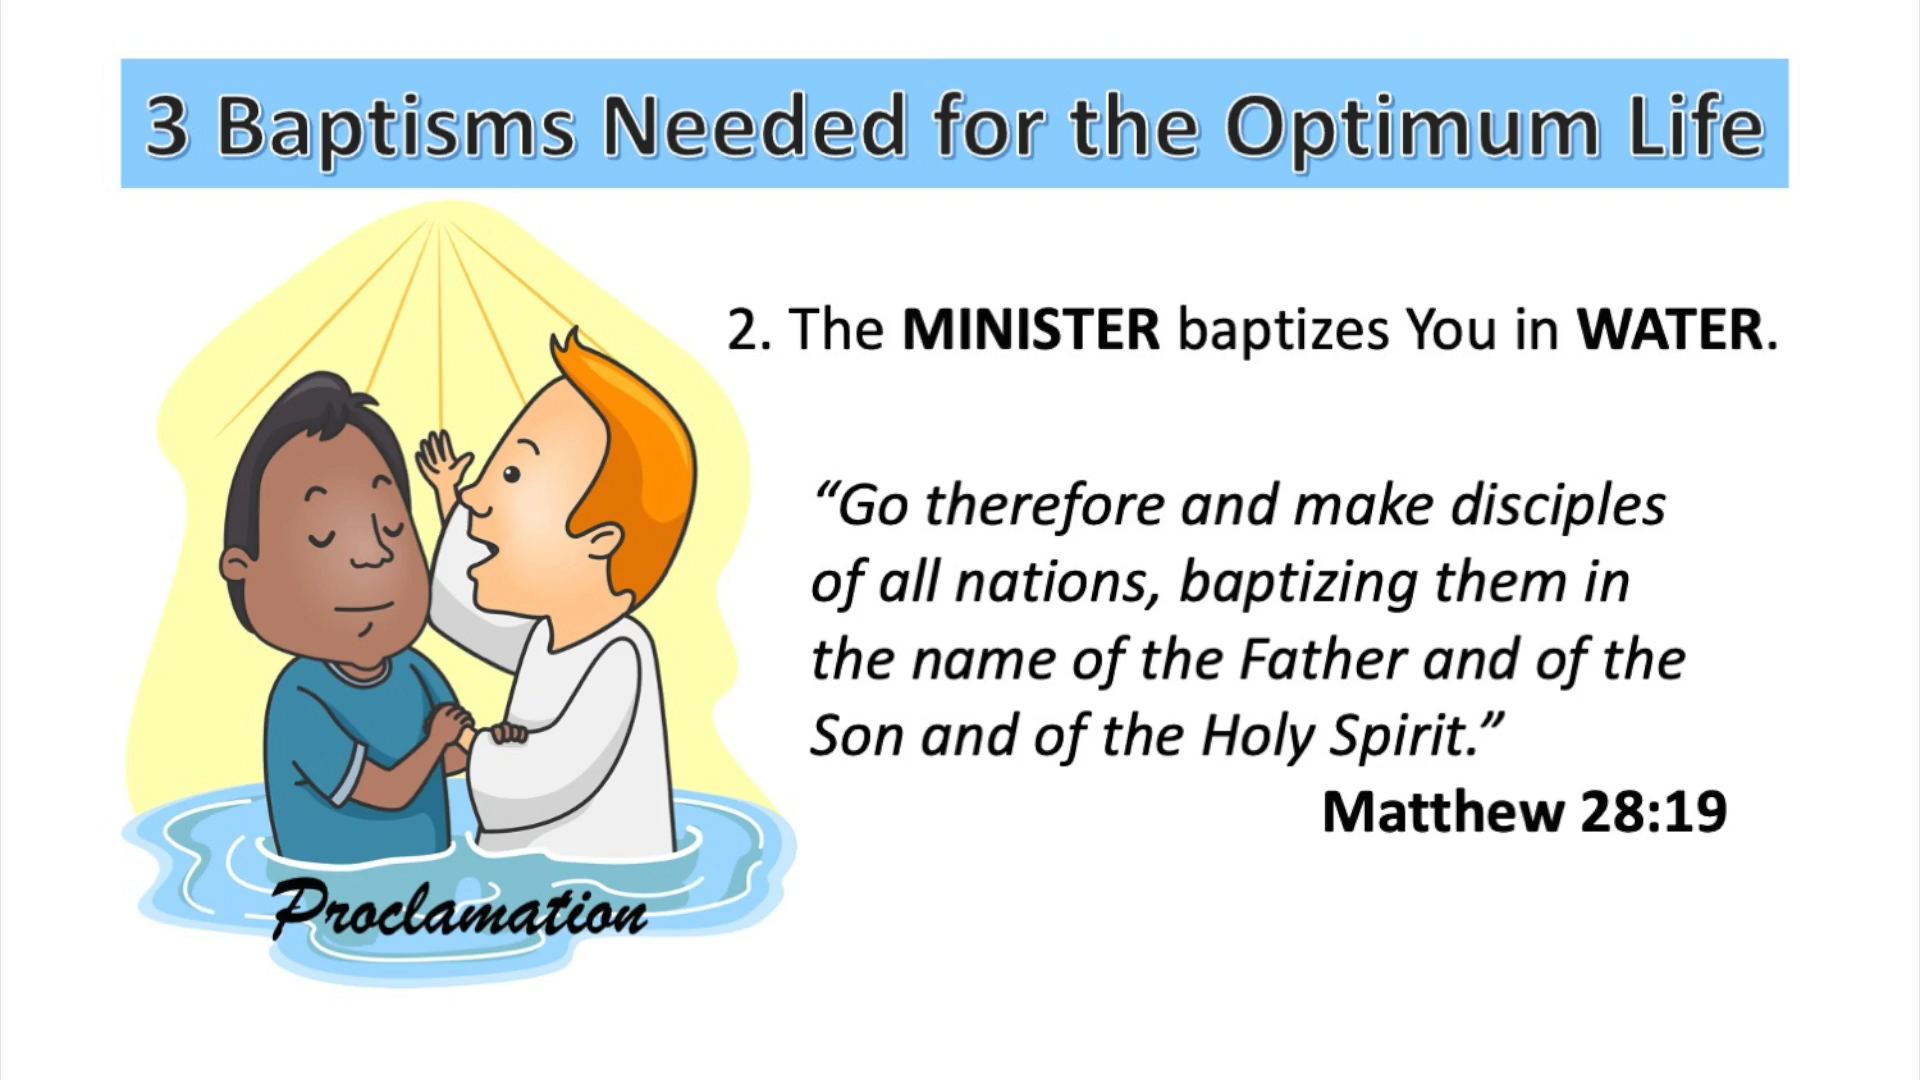 3 Baptisms Needed for the Optimum Life
2. The MINISTER baptizes You in WATER.
“Go therefore and make disciples
of all nations, baptizing them in
the name of the Father and of the
Son and of the Holy Spirit.”
Matthew 28:19
Proclamation